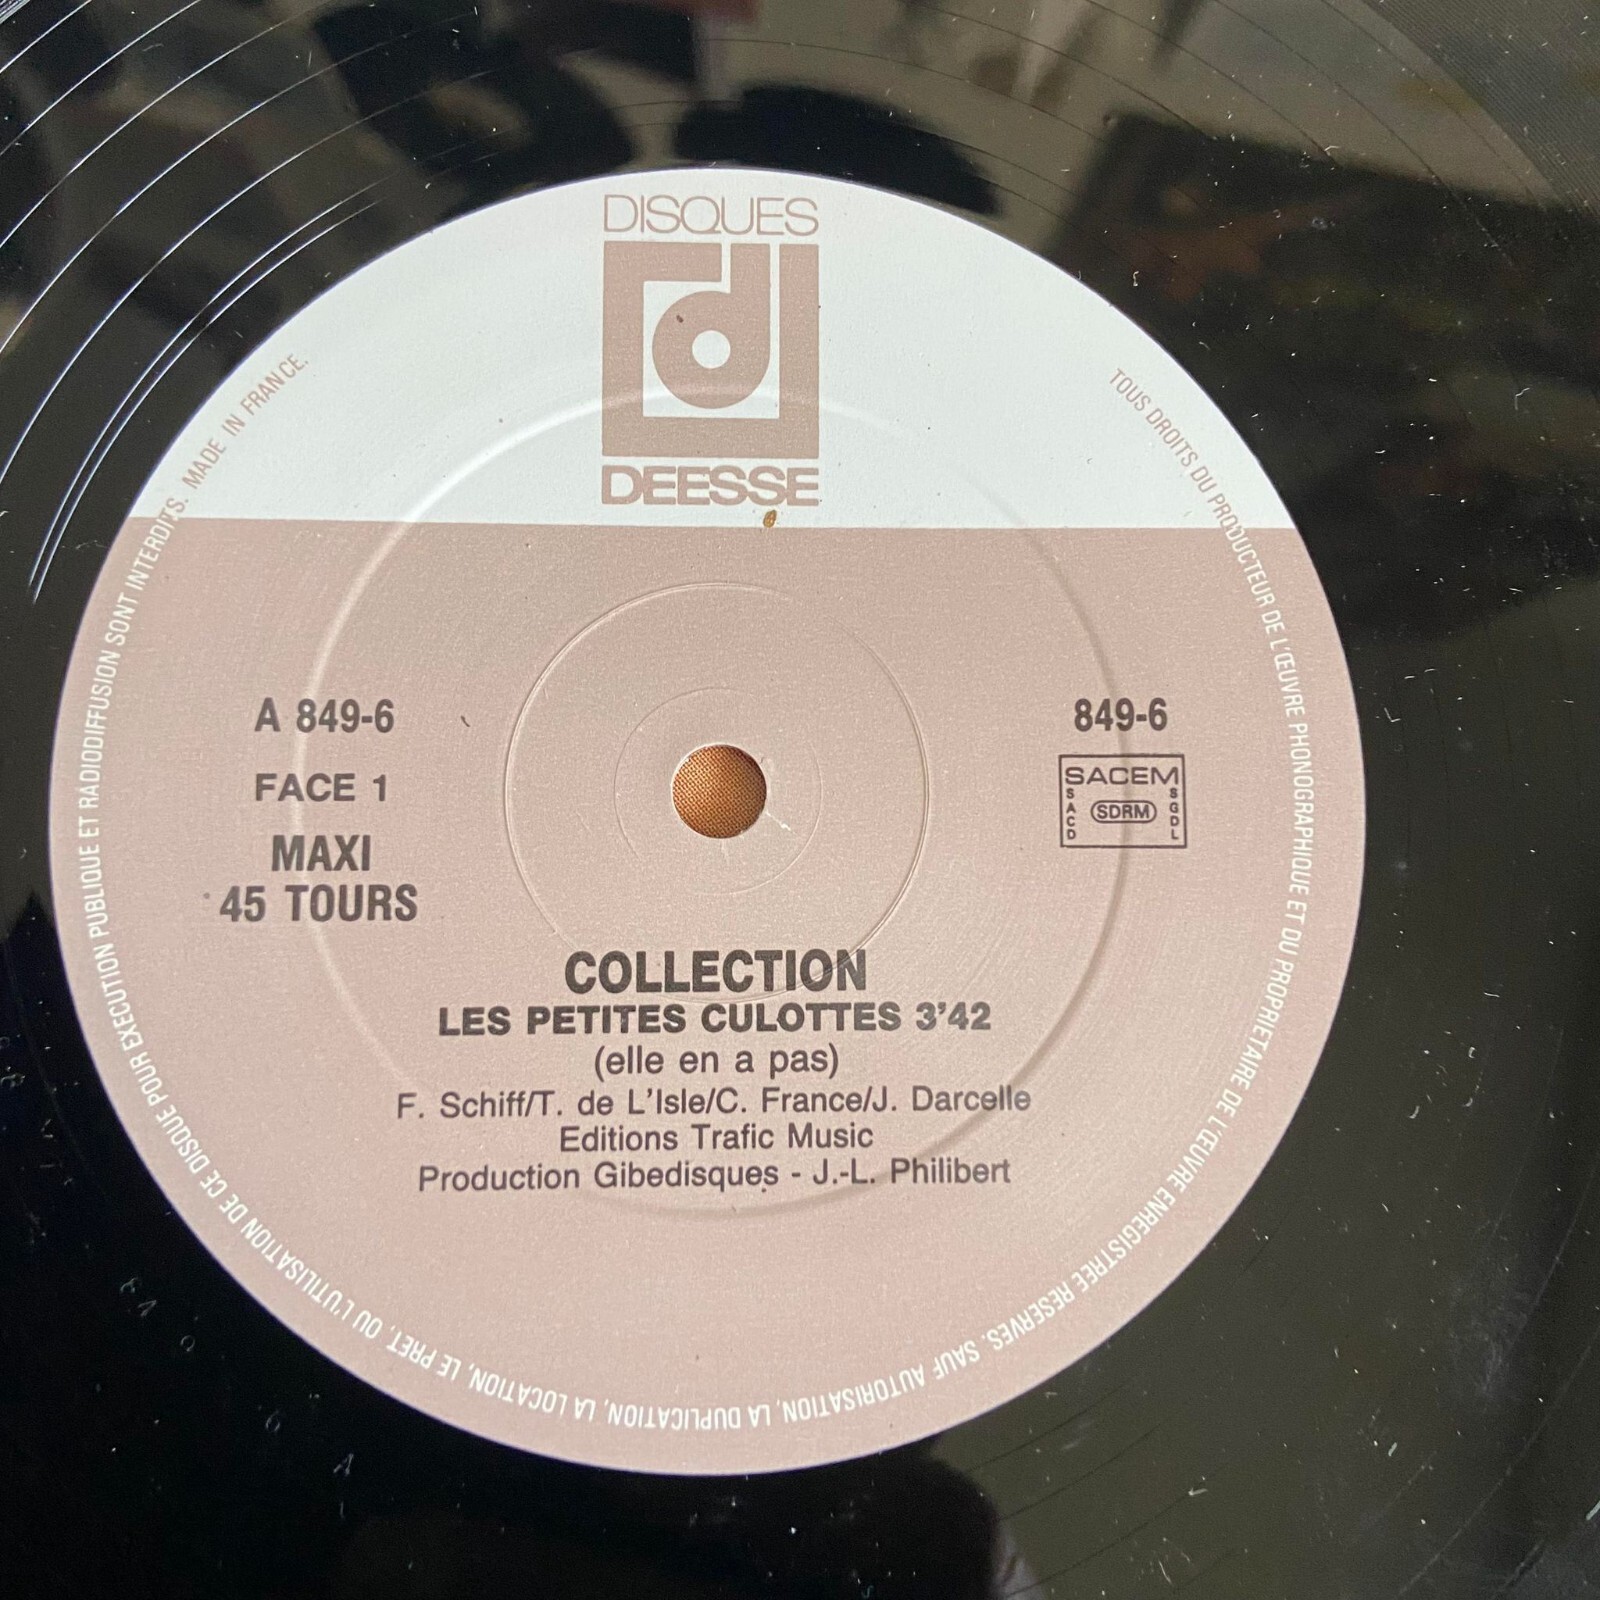 DISQUES
DEESSE
A 849-6
FACE 1
MAXI
45 TOURS
849-6
SACEM
SACD
SDRM
SGDL
COLLECTION
LES PETITES CULOTTES 3'42
(elle en a pas)
F. Schiff/T. de L'Isle/C. France/J. Darcelle
Editions Trafic Music
Production Gibedisques - J.-L. Philibert
TOUS DROITS DU PRODUCTEUR DE L'ŒUVRE PHONOGRAPHIQUE ET DU PROPRIETAIRE DE L'ŒUVRE ENREGISTREE RESERVES. SAUF AUTORISATION, LA DUPLICATION, LA LOCATION, LE PRET, OU L'UTILISATION DE CE DISQUE POUR EXECUTION PUBLIQUE ET RADIODIFFUSION SONT INTERDITS. MADE IN FRANCE.